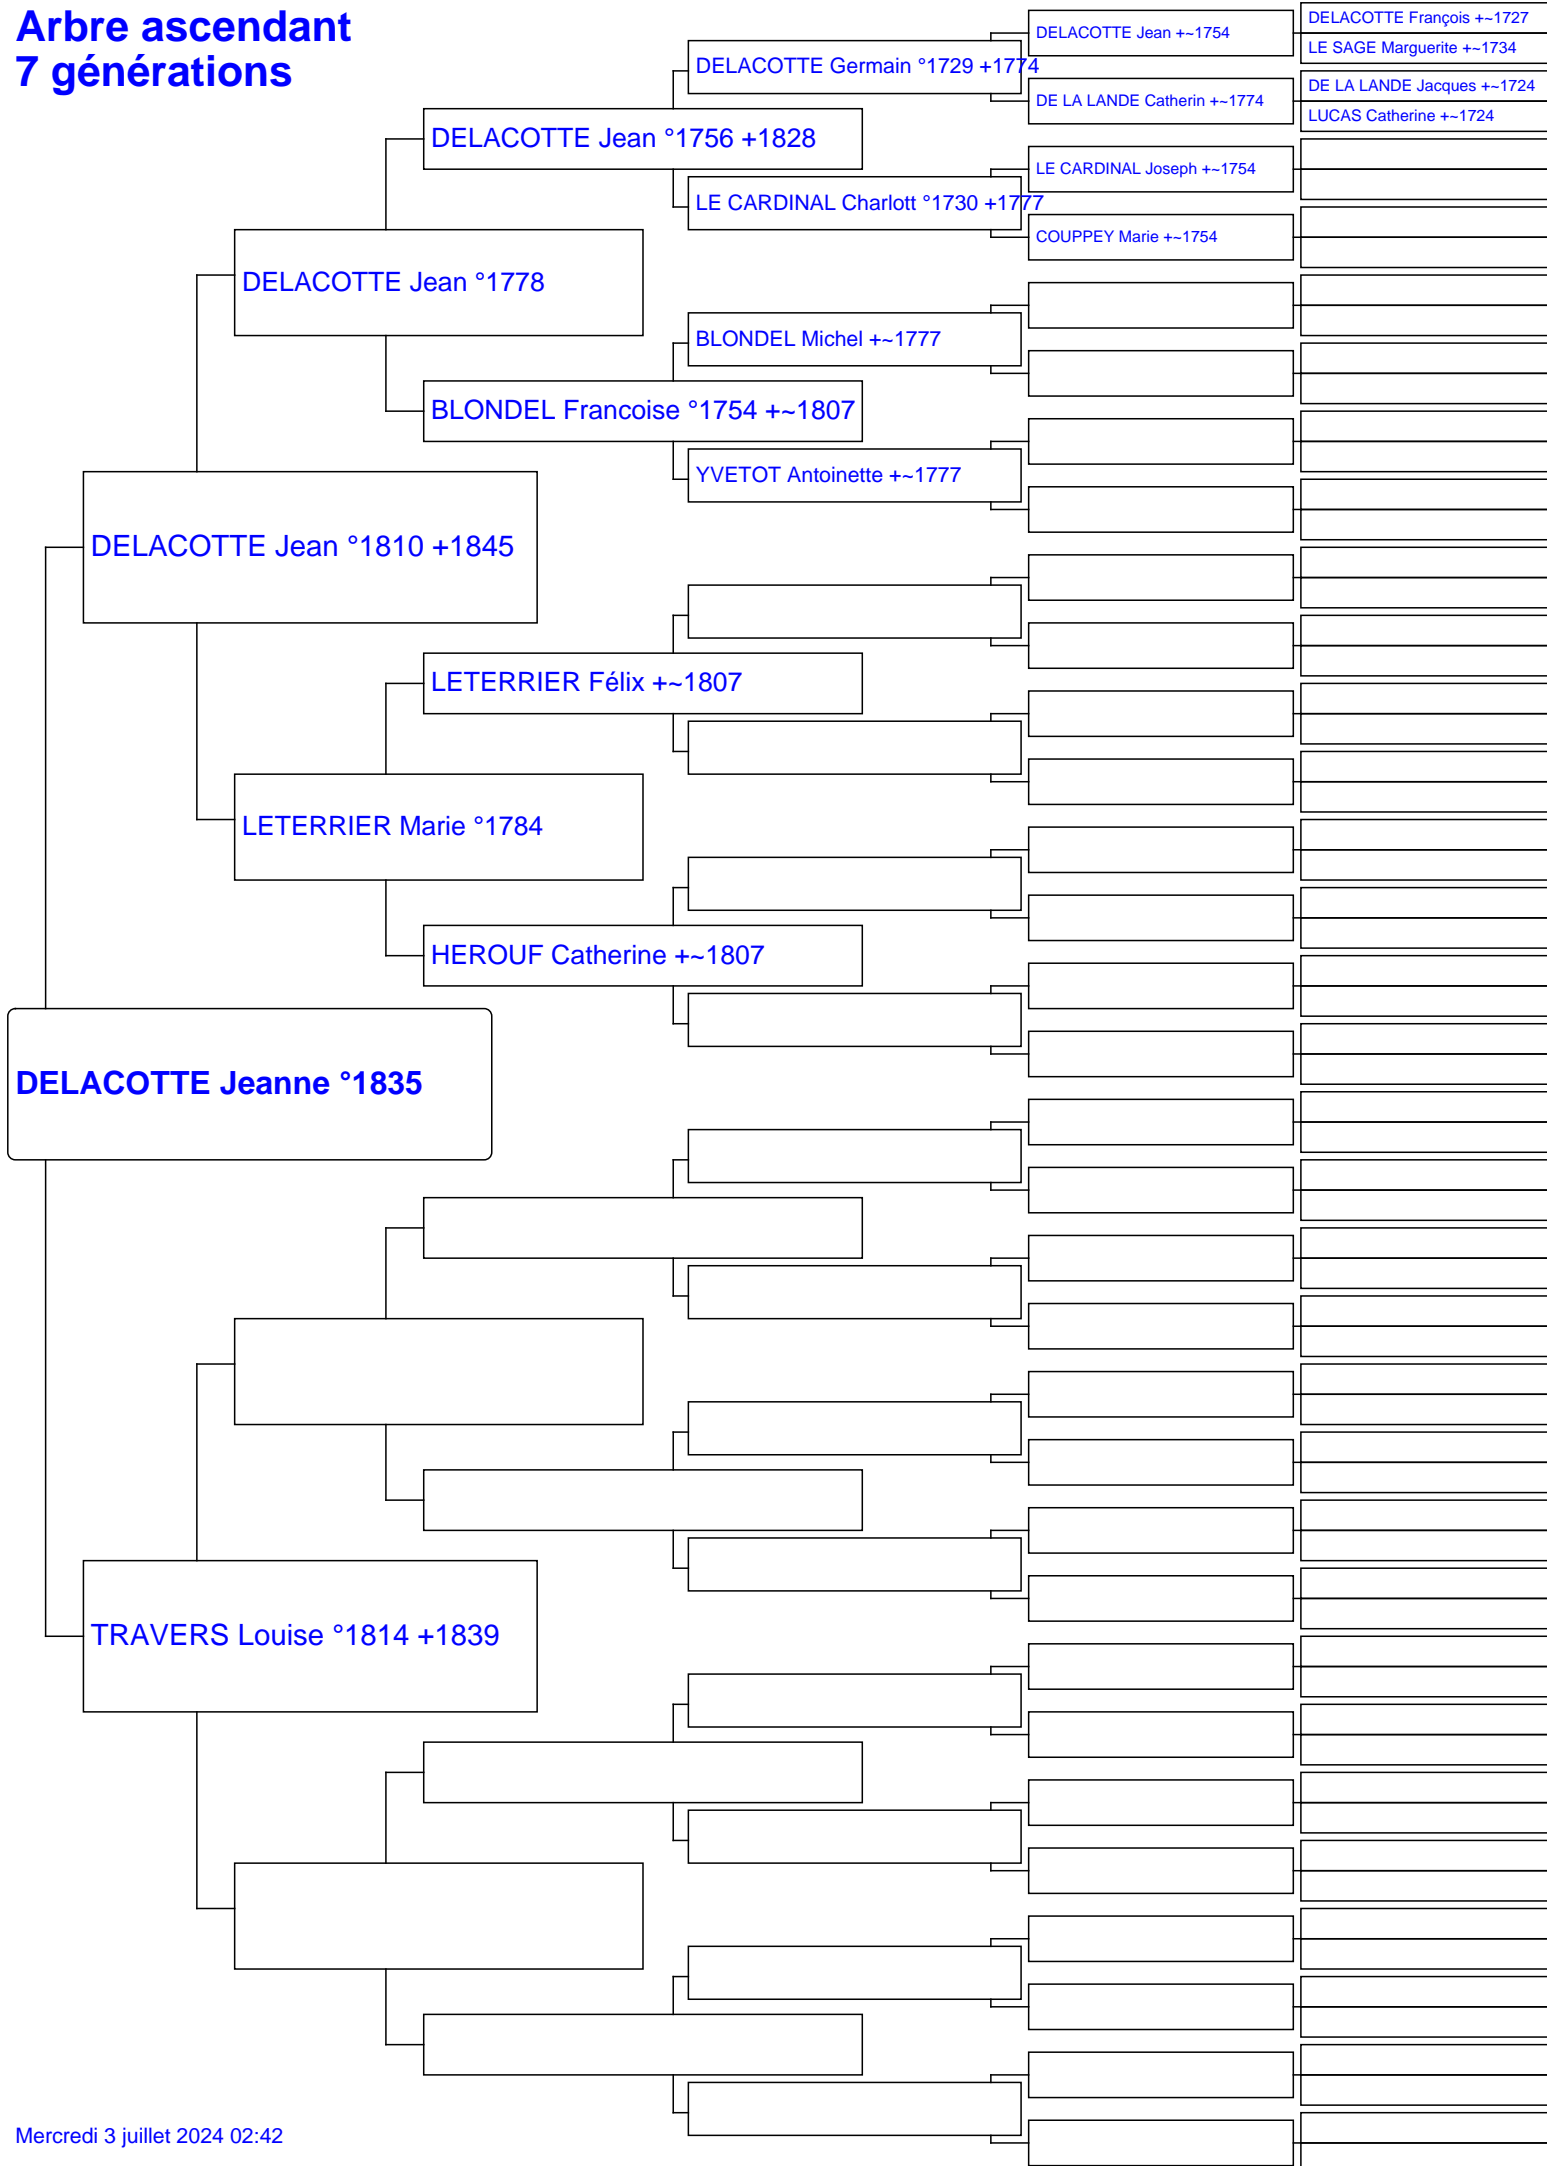 Arbre ascendant
7 générations
DELACOTTE François +~1727
DELACOTTE Jean +~1754
LE SAGE Marguerite +~1734
DELACOTTE Germain °1729 +1774
DE LA LANDE Jacques +~1724
DE LA LANDE Catherin +~1774
LUCAS Catherine +~1724
DELACOTTE Jean °1756 +1828
LE CARDINAL Joseph +~1754
LE CARDINAL Charlott °1730 +1777
COUPPEY Marie +~1754
DELACOTTE Jean °1778
BLONDEL Michel +~1777
BLONDEL Francoise °1754 +~1807
YVETOT Antoinette +~1777
DELACOTTE Jean °1810 +1845
LETERRIER Félix +~1807
LETERRIER Marie °1784
HEROUF Catherine +~1807
DELACOTTE Jeanne °1835
TRAVERS Louise °1814 +1839
Mercredi 3 juillet 2024 02:42